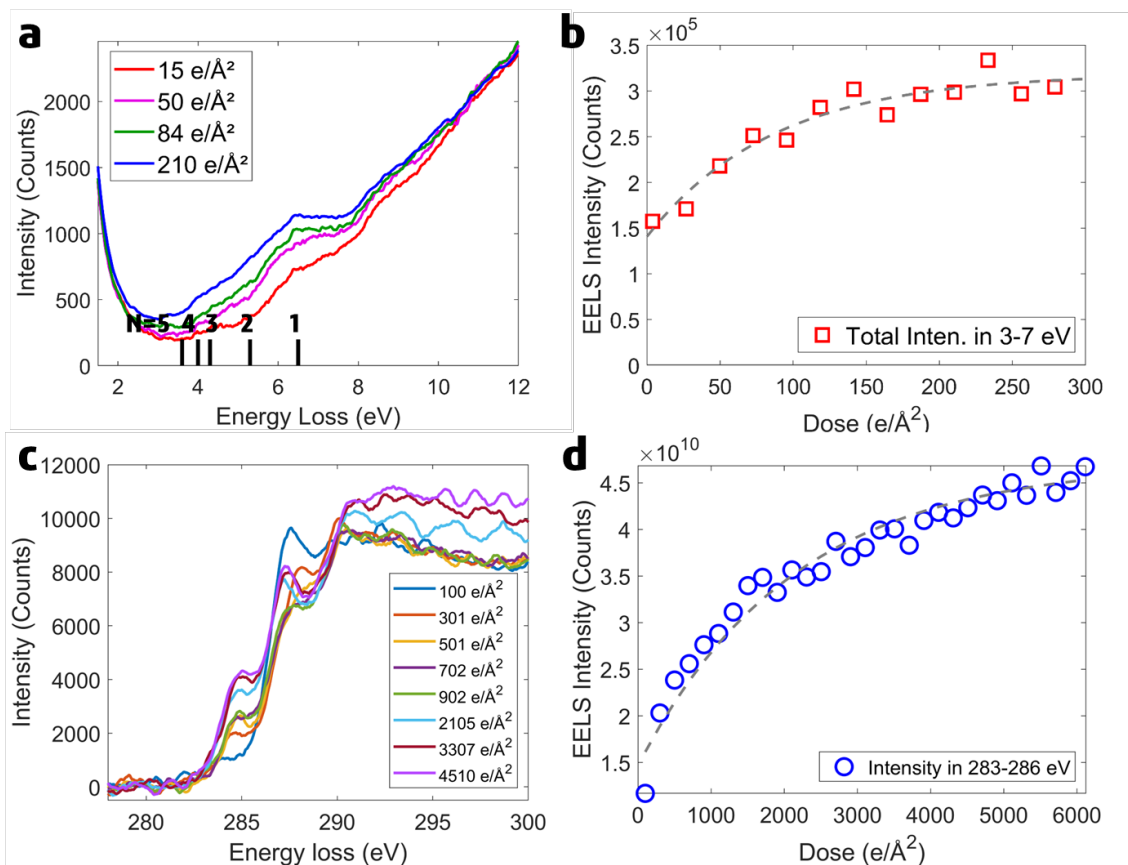 a
Intensity (Counts)
2000
1500
1000
500
0
15 e/Å²
50 e/Å²
84 e/Å²
210 e/Å²
N=5 4 3 2 1
2 4 6 8 10 12
Energy Loss (eV)
b
×10⁵
EELS Intensity (Counts)
3.5
3
2.5
2
1.5
1
0.5
0
Total Inten. in 3-7 eV
0 50 100 150 200 250 300
Dose (e/Å²)
c
Intensity (Counts)
12000
10000
8000
6000
4000
2000
0
100 e/Å²
301 e/Å²
501 e/Å²
702 e/Å²
902 e/Å²
2105 e/Å²
3307 e/Å²
4510 e/Å²
280 285 290 295 300
Energy loss (eV)
d
×10¹⁰
EELS Intensity (Counts)
4.5
4
3.5
3
2.5
2
1.5
Intensity in 283-286 eV
0 1000 2000 3000 4000 5000 6000
Dose (e/Å²)